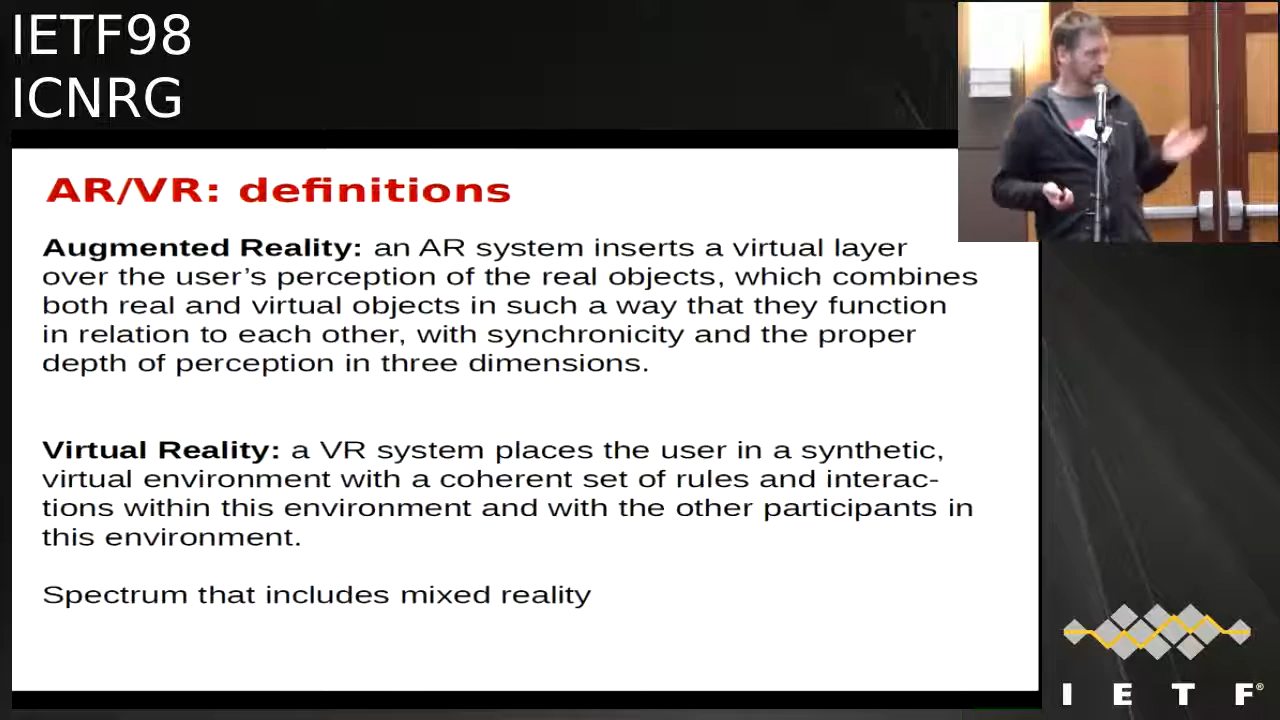 IETF98
ICNRG
AR/VR: definitions
Augmented Reality: an AR system inserts a virtual layer
over the user’s perception of the real objects, which combines
both real and virtual objects in such a way that they function
in relation to each other, with synchronicity and the proper
depth of perception in three dimensions.
Virtual Reality: a VR system places the user in a synthetic,
virtual environment with a coherent set of rules and interac-
tions within this environment and with the other participants in
this environment.
Spectrum that includes mixed reality
I E T F®